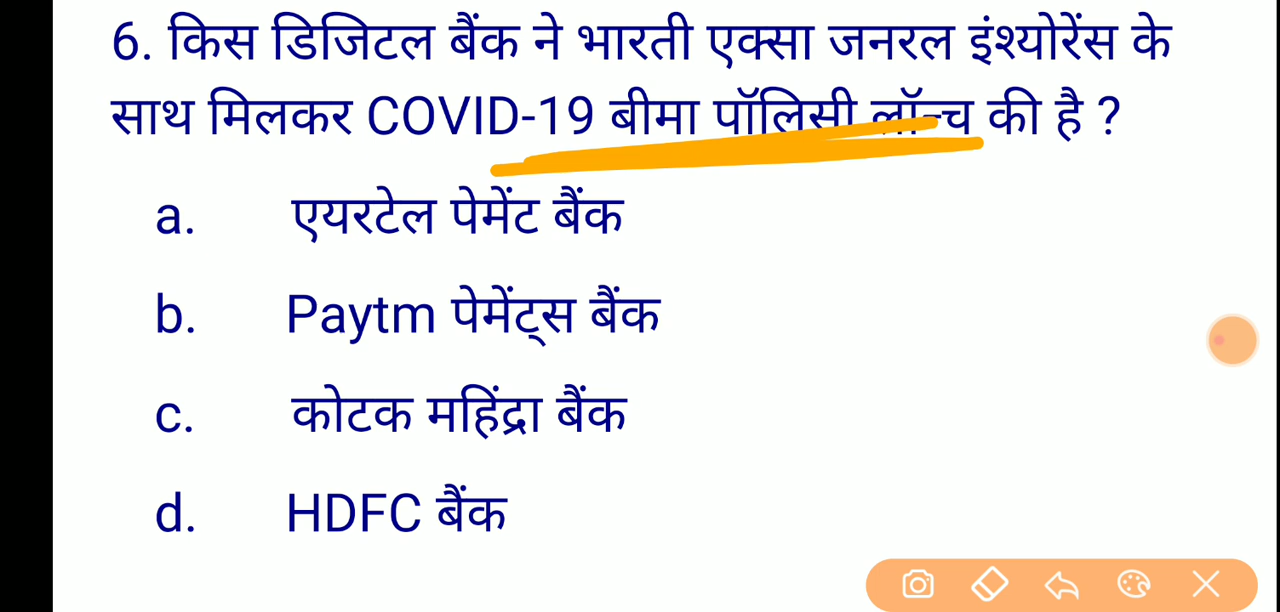 6. किस डिजिटल बैंक ने भारती एक्सा जनरल इंश्योरेंस के
साथ मिलकर COVID-19 बीमा पॉलिसी लॉन्च की है ?
a. एयरटेल पेमेंट बैंक
b. Paytm पेमेंट्स बैंक
c. कोटक महिंद्रा बैंक
d. HDFC बैंक